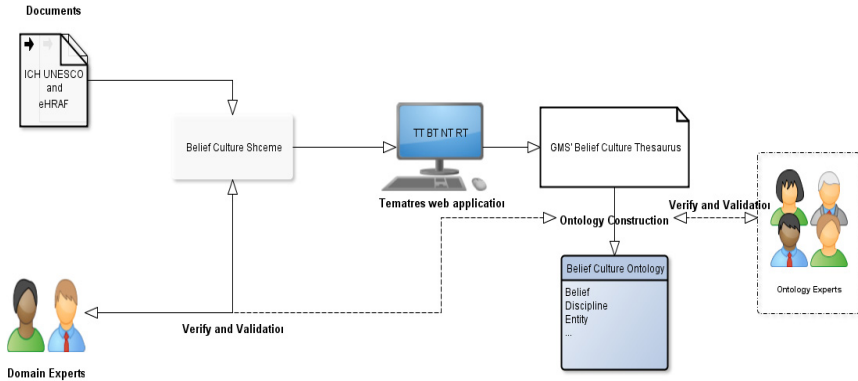 Documents
ICH UNESCO
and
eHRAF
Belief Culture Shceme
TT BT NT RT
Tematres web application
GMS' Belief Culture Thesaurus
Verify and Validation
Ontology Construction
Ontology Experts
Belief Culture Ontology
Belief
Discipline
Entity
...
Verify and Validation
Domain Experts